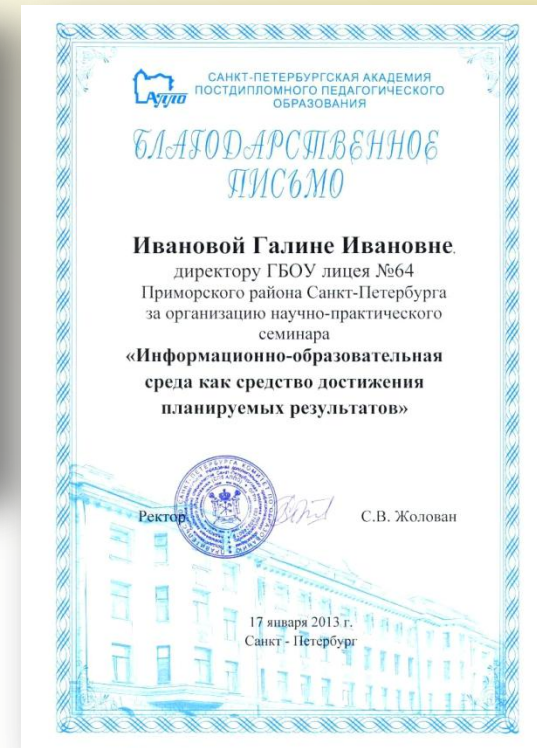 АППО
САНКТ-ПЕТЕРБУРГСКАЯ АКАДЕМИЯ
ПОСТДИПЛОМНОГО ПЕДАГОГИЧЕСКОГО
ОБРАЗОВАНИЯ
БЛАГОДАРСТВЕННОЕ
ПИСЬМО
Ивановой Галине Ивановне,
директору ГБОУ лицея №64
Приморского района Санкт-Петербурга
за организацию научно-практического
семинара
«Информационно-образовательная
среда как средство достижения
планируемых результатов»
Ректор С.В. Жолован
17 января 2013 г.
Санкт - Петербург